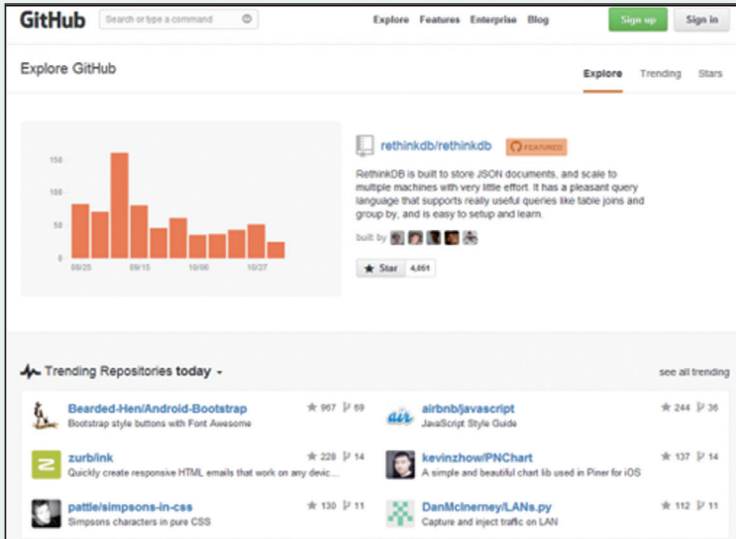 GitHub
Search or type a command
Explore Features Enterprise Blog
Sign up
Sign in
Explore GitHub
Explore Trending Stars
150
100
50
0
08/25 09/15 10/06 10/27
rethinkdb/rethinkdb
FEATURED
RethinkDB is built to store JSON documents, and scale to
multiple machines with very little effort. It has a pleasant query
language that supports really useful queries like table joins and
group by, and is easy to setup and learn.
built by
Star 4,051
Trending Repositories today
see all trending
Bearded-Hen/Android-Bootstrap 967 69
Bootstrap style buttons with Font Awesome
air
airbnb/javascript 244 36
JavaScript Style Guide
zurb/ink 228 14
Quickly create responsive HTML emails that work on any devic...
kevinzhow/PNChart 137 14
A simple and beautiful chart lib used in Piner for iOS
pattle/simpsons-in-css 130 11
Simpsons characters in pure CSS
DanMcInerney/LANs.py 112 11
Capture and inject traffic on LAN